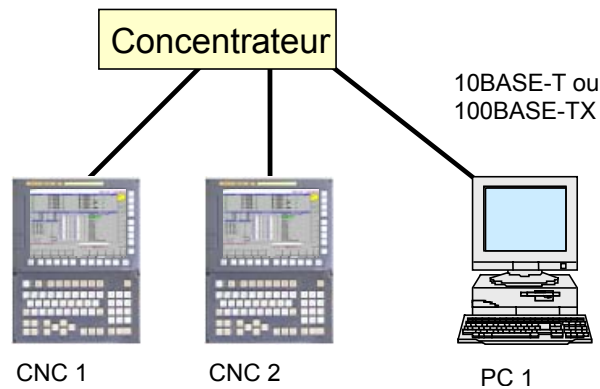 Concentrateur
10BASE-T ou
100BASE-TX
CNC 1
CNC 2
PC 1